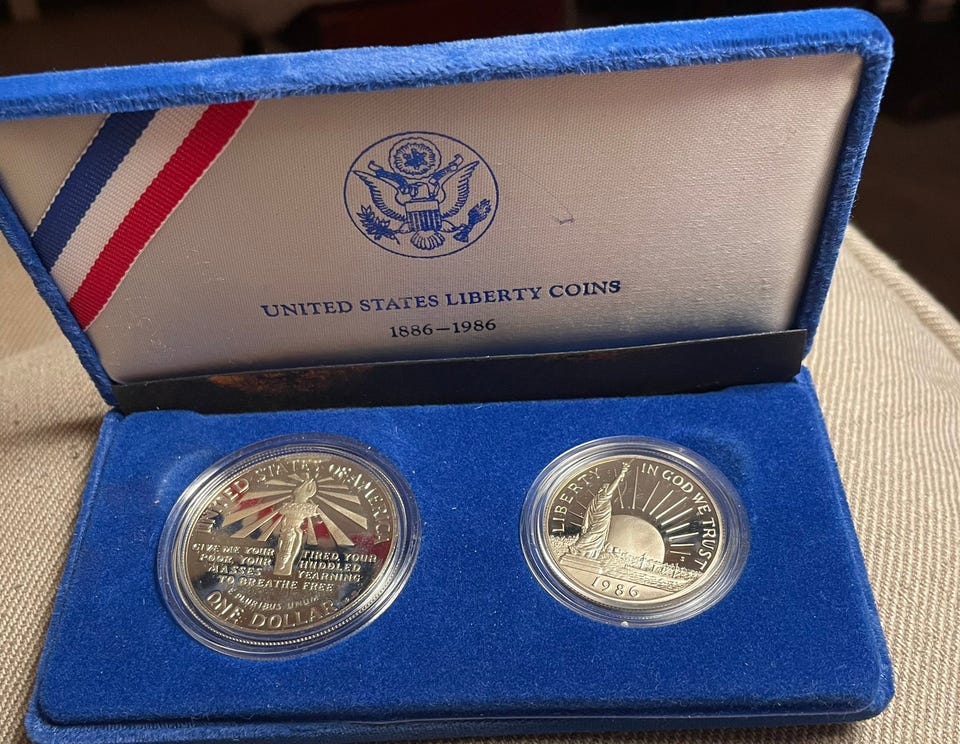 UNITED STATES LIBERTY COINS
1886–1986
UNITED STATES OF AMERICA
GIVE ME YOUR TIRED YOUR
POOR YOUR HUDDLED
MASSES YEARNING
TO BREATHE FREE
E PLURIBUS UNUM
ONE DOLLAR
LIBERTY IN GOD WE TRUST
1986